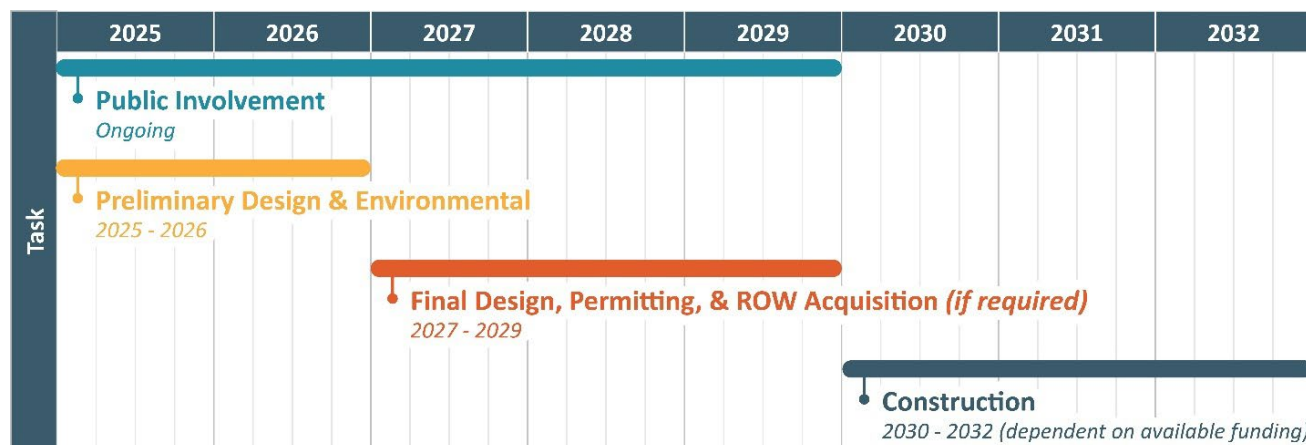 2025 2026 2027 2028 2029 2030 2031 2032
Task
Public Involvement
Ongoing
Preliminary Design & Environmental
2025 - 2026
Final Design, Permitting, & ROW Acquisition (if required)
2027 - 2029
Construction
2030 - 2032 (dependent on available funding)